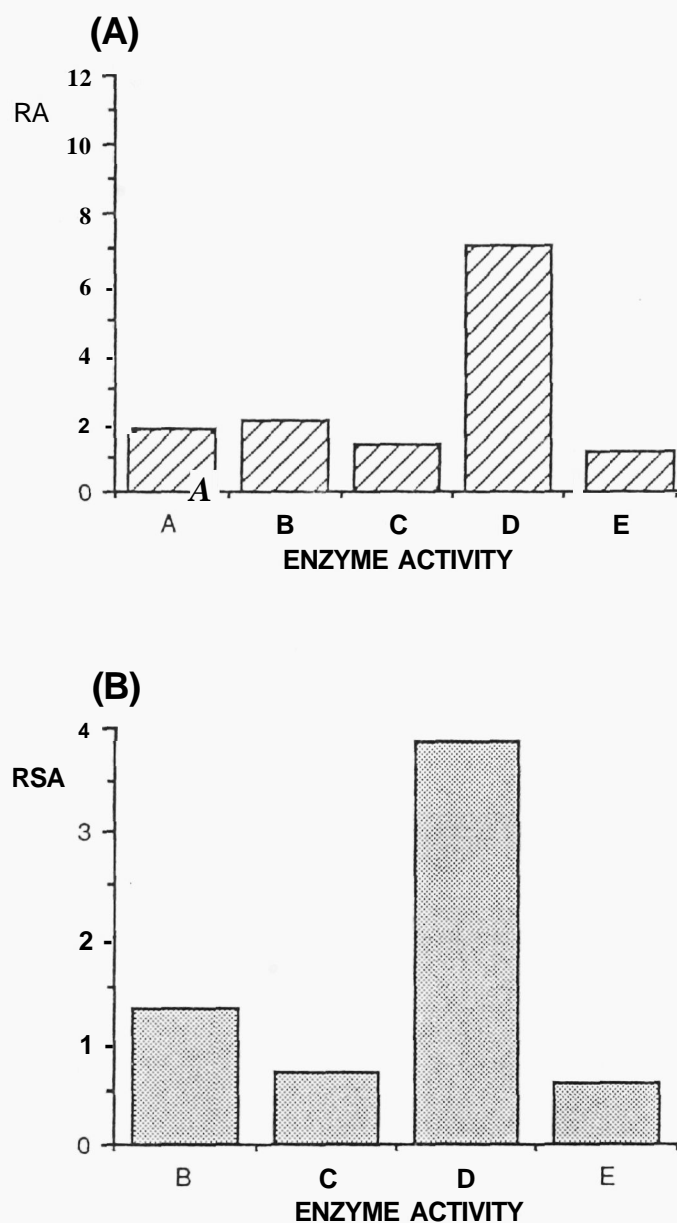 (A)
12
RA
10
8
6 -
4 -
2 -
0
A
A B C D E
ENZYME ACTIVITY
(B)
4
RSA
3
2 -
1
0
B C D E
ENZYME ACTIVITY